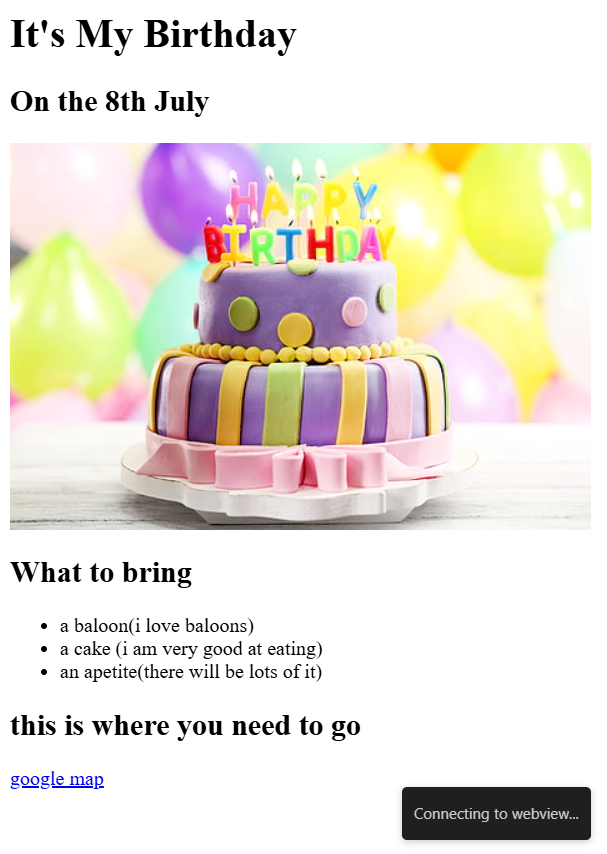 It's My Birthday
On the 8th July
HAPPY
BIRTHDAY
What to bring
a baloon(i love baloons)
a cake (i am very good at eating)
an apetite(there will be lots of it)
this is where you need to go
google map
Connecting to webview...